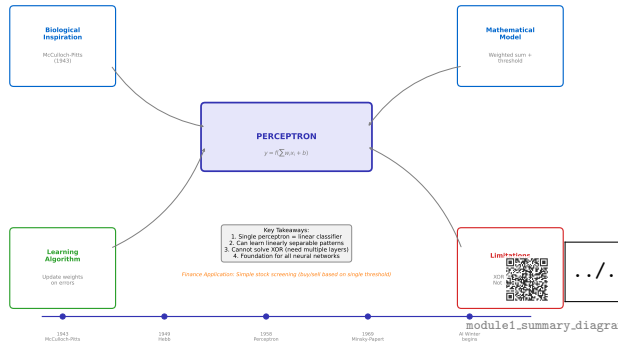 Biological
Inspiration
McCulloch-Pitts
(1943)
Mathematical
Model
Weighted sum +
threshold
PERCEPTRON
y = f(∑wᵢxᵢ + b)
Learning
Algorithm
Update weights
on errors
Key Takeaways:
1. Single perceptron = linear classifier
2. Can learn linearly separable patterns
3. Cannot solve XOR (need multiple layers)
4. Foundation for all neural networks
Finance Application: Simple stock screening (buy/sell based on single threshold)
Limitations
XOR
Not
../.
module1_summary_diagra
1943
McCulloch-Pitts
1949
Hebb
1958
Perceptron
1969
Minsky-Papert
AI Winter
begins